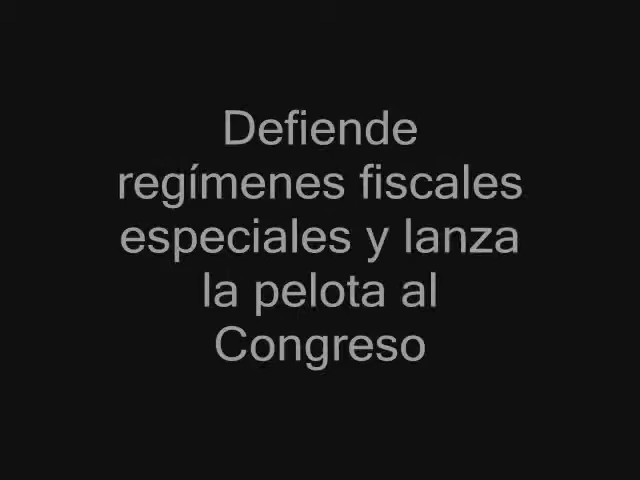 Defiende
regímenes fiscales
especiales y lanza
la pelota al
Congreso